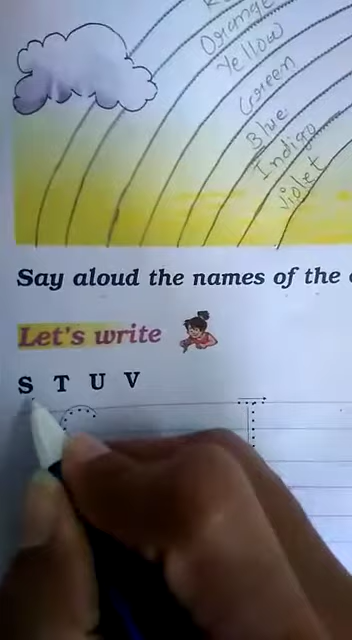 Orange
Yellow
Green
Blue
Indigo
violet
Say aloud the names of the
Let's write
S T U V